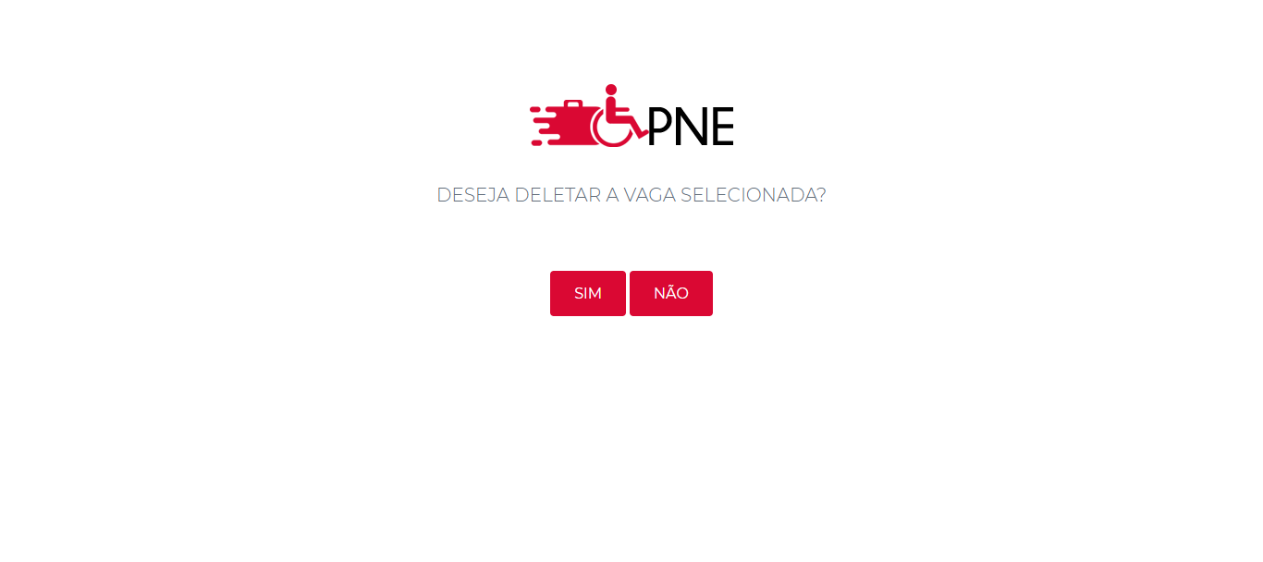 PNE
DESEJA DELETAR A VAGA SELECIONADA?
SIM NÃO